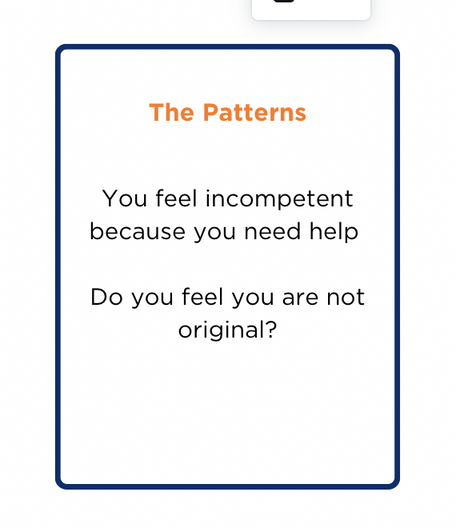 The Patterns
You feel incompetent
because you need help
Do you feel you are not
original?